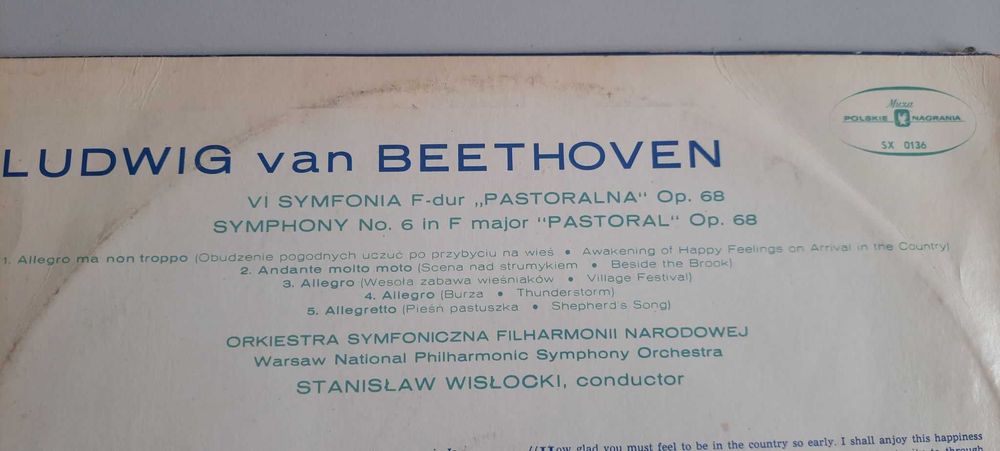 Muza
POLSKIE NAGRANIA
SX 0136
LUDWIG van BEETHOVEN
VI SYMFONIA F-dur „PASTORALNA" Op. 68
SYMPHONY No. 6 in F major "PASTORAL" Op. 68
1. Allegro ma non troppo (Obudzenie pogodnych uczuć po przybyciu na wieś • Awakening of Happy Feelings on Arrival in the Country)
2. Andante molto moto (Scena nad strumykiem • Beside the Brook)
3. Allegro (Wesoła zabawa wieśniaków • Village Festival)
4. Allegro (Burza • Thunderstorm)
5. Allegretto (Pieśń pastuszka • Shepherd's Song)
ORKIESTRA SYMFONICZNA FILHARMONII NARODOWEJ
Warsaw National Philharmonic Symphony Orchestra
STANISŁAW WISŁOCKI, conductor
"How glad you must feel to be in the country so early. I shall anjoy this happiness
through